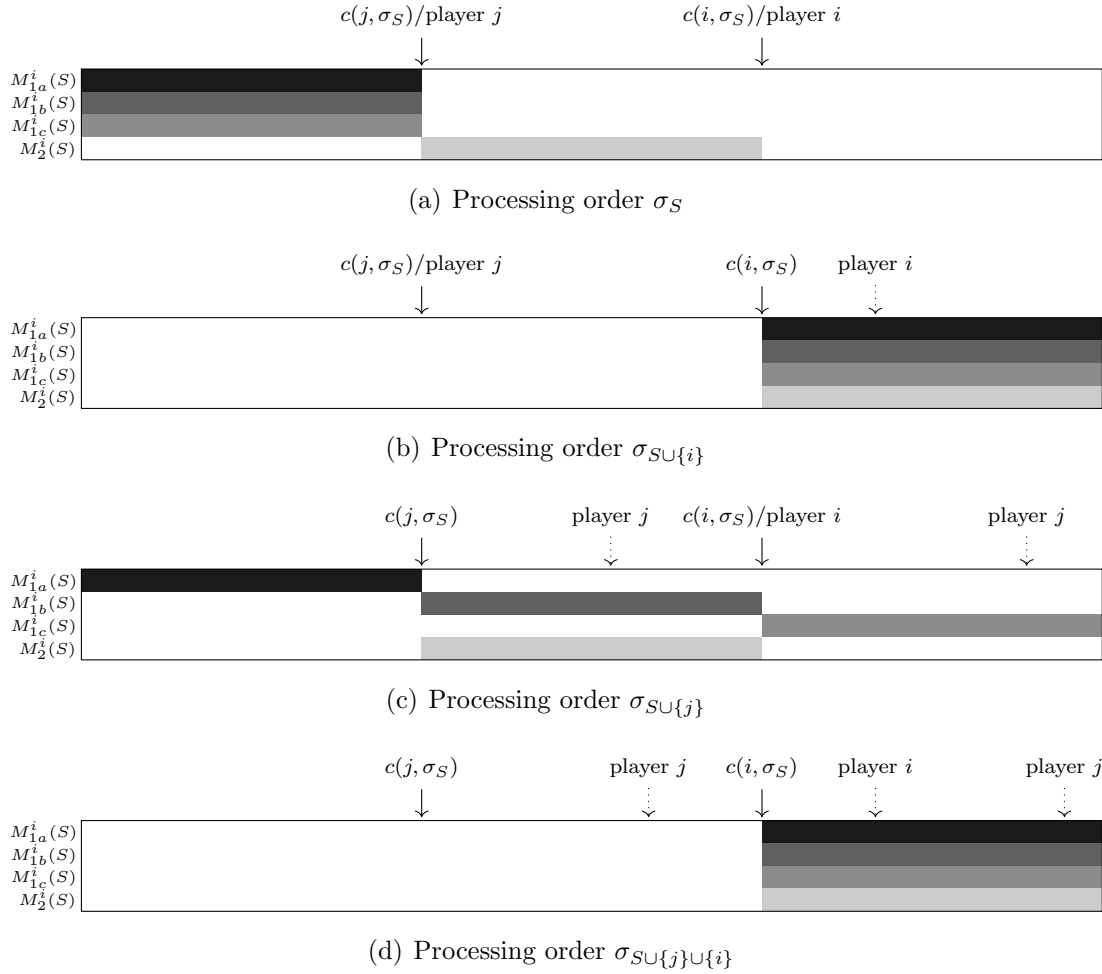 c(j, σ_S)/player j c(i, σ_S)/player i
M^i_{1a}(S)
M^i_{1b}(S)
M^i_{1c}(S)
M^i_2(S)
(a) Processing order σ_S
c(j, σ_S)/player j c(i, σ_S) player i
M^i_{1a}(S)
M^i_{1b}(S)
M^i_{1c}(S)
M^i_2(S)
(b) Processing order σ_{S∪{i}}
c(j, σ_S) player j c(i, σ_S)/player i player j
M^i_{1a}(S)
M^i_{1b}(S)
M^i_{1c}(S)
M^i_2(S)
(c) Processing order σ_{S∪{j}}
c(j, σ_S) player j c(i, σ_S) player i player j
M^i_{1a}(S)
M^i_{1b}(S)
M^i_{1c}(S)
M^i_2(S)
(d) Processing order σ_{S∪{j}∪{i}}